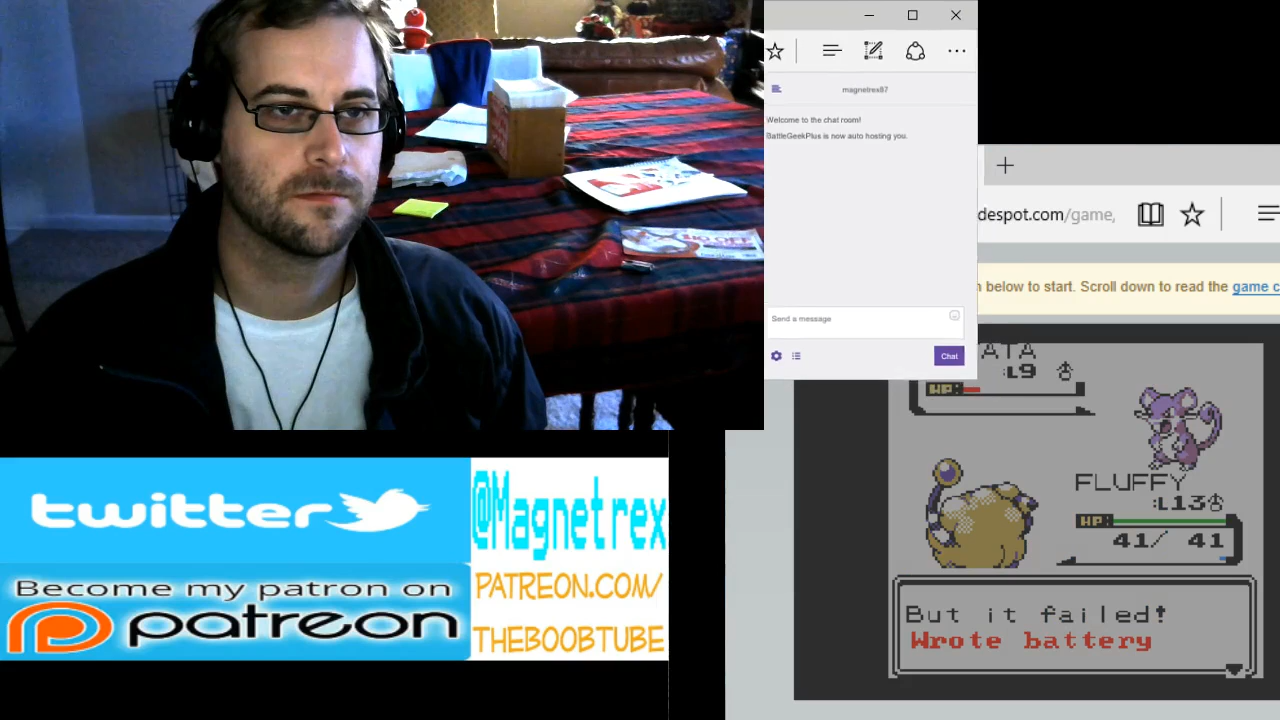 magnetrex87
Welcome to the chat room!
BattleGeekPlus is now auto hosting you.
Send a message
Chat
despot.com/game,
below to start. Scroll down to read the game c
ATA
:L9
HP:
FLUFFY
:L13
HP:
41/ 41
But it failed!
Wrote battery
twitter
@Magnetrex
Become my patron on
patreon
PATREON.COM/
THEBOOBTUBE